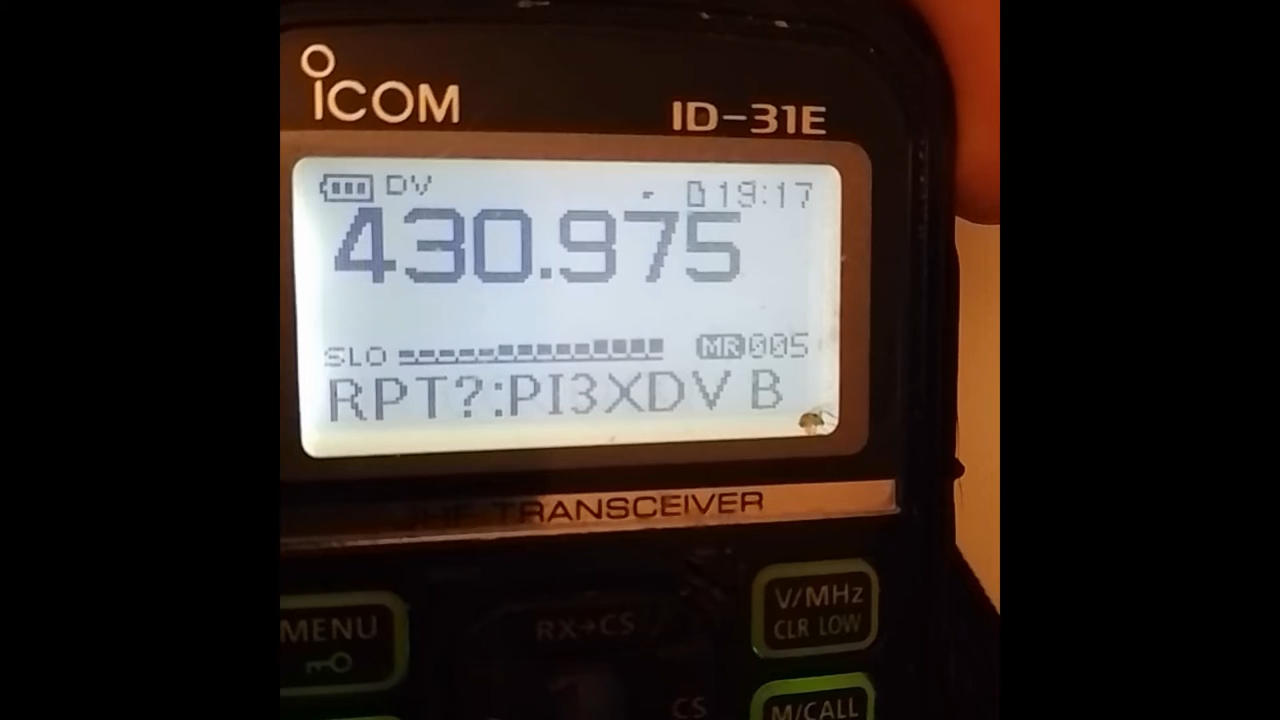 ICOM
ID-31E
DV 19:17
430.975
SLO MR 005
RPT?:PI3XDV B
UHF TRANSCEIVER
V/MHz
CLR LOW
MENU
RX→CS
CS
M/CALL